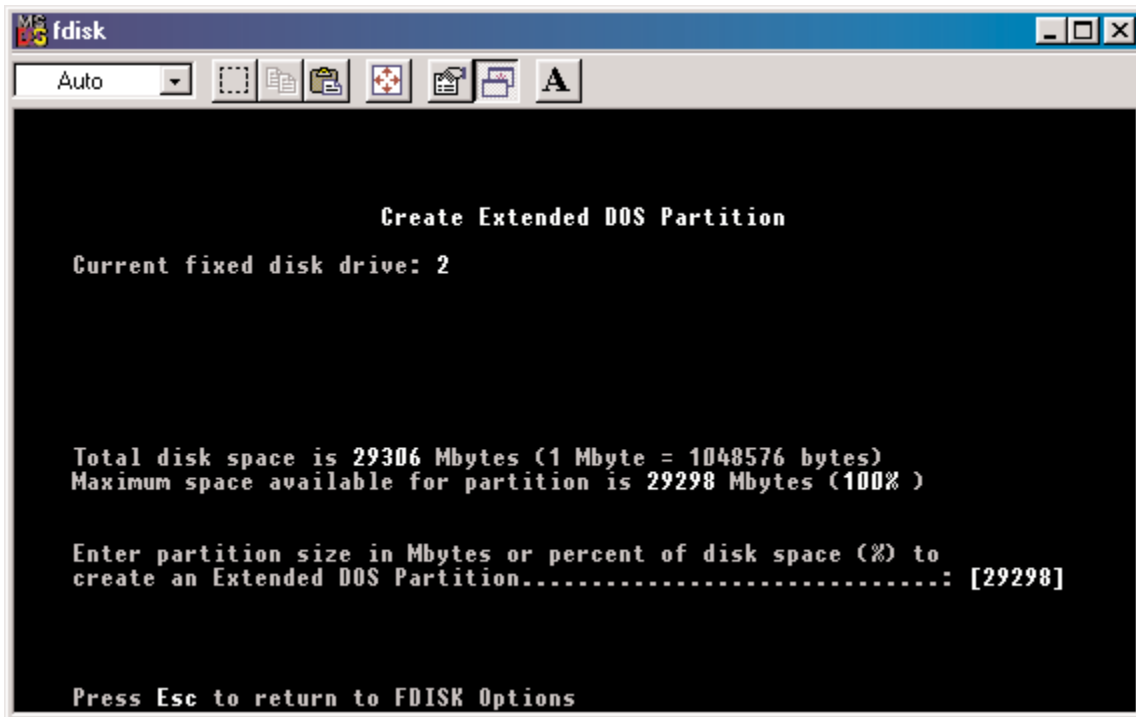 fdisk
Auto
A
Create Extended DOS Partition
Current fixed disk drive: 2
Total disk space is 29306 Mbytes (1 Mbyte = 1048576 bytes)
Maximum space available for partition is 29298 Mbytes (100% )
Enter partition size in Mbytes or percent of disk space (%) to
create an Extended DOS Partition...............................: [29298]
Press Esc to return to FDISK Options